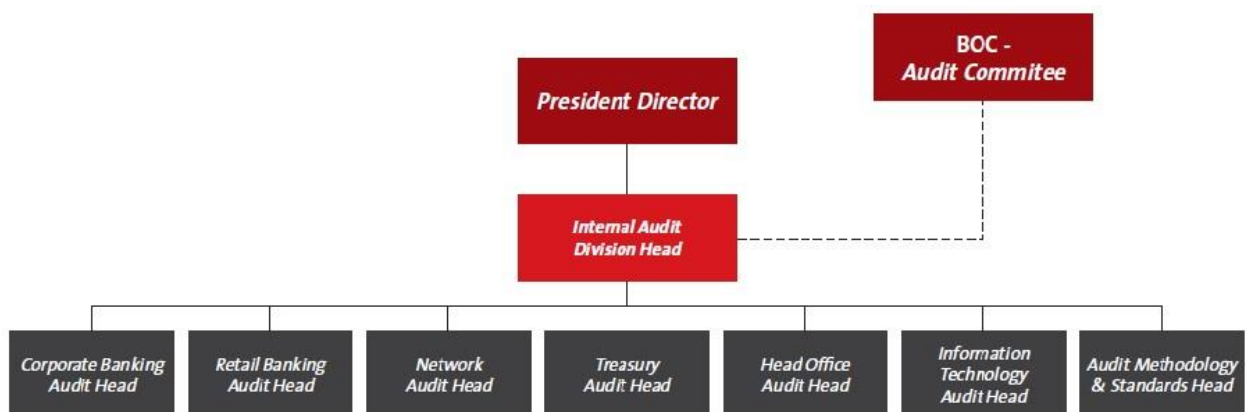 BOC -
Audit Commitee
President Director
Internal Audit
Division Head
Corporate Banking
Audit Head
Retail Banking
Audit Head
Network
Audit Head
Treasury
Audit Head
Head Office
Audit Head
Information
Technology
Audit Head
Audit Methodology
& Standards Head